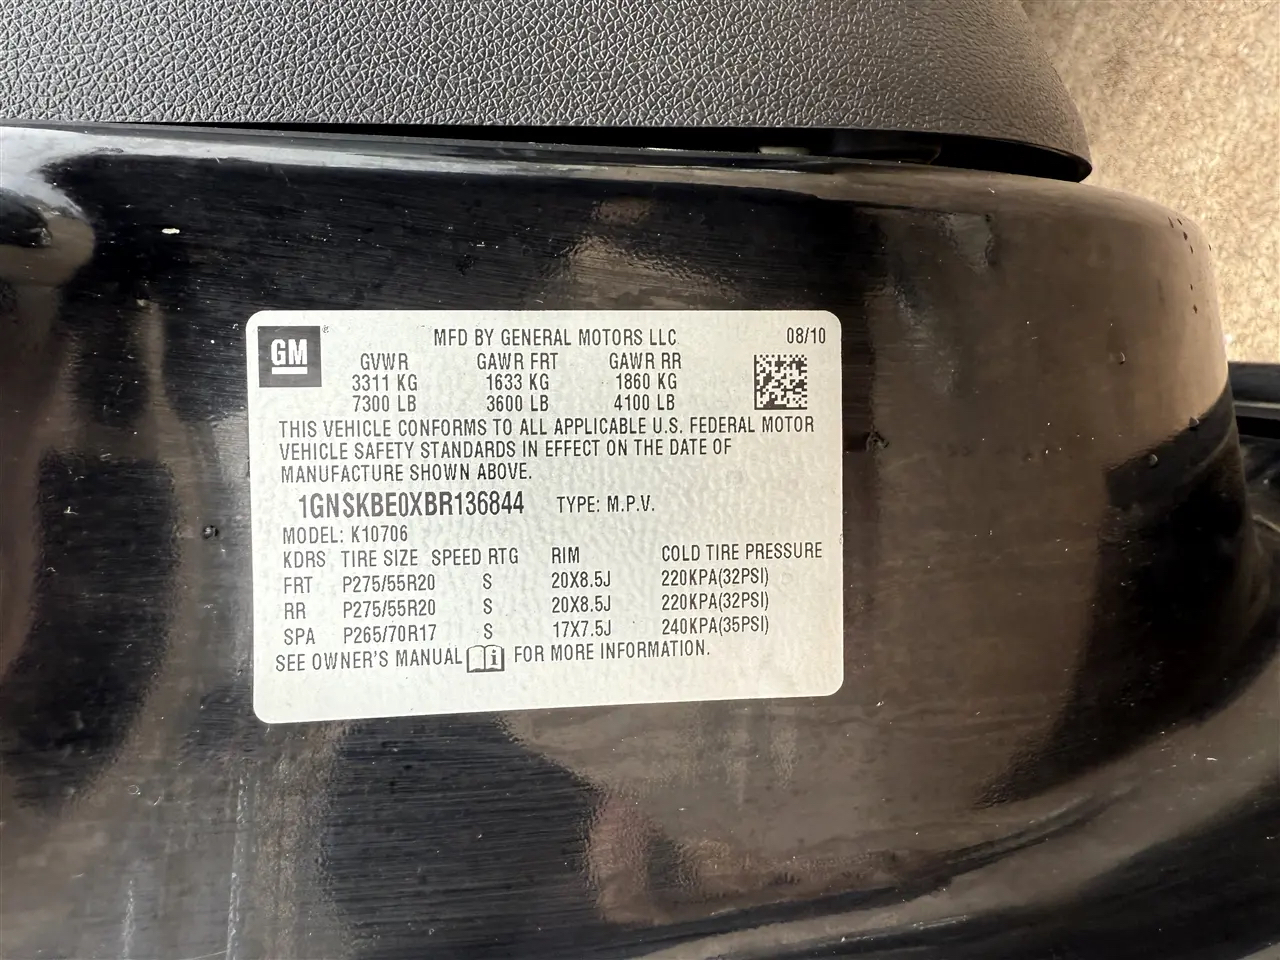 GM
MFD BY GENERAL MOTORS LLC 08/10
GVWR GAWR FRT GAWR RR
3311 KG 1633 KG 1860 KG
7300 LB 3600 LB 4100 LB
THIS VEHICLE CONFORMS TO ALL APPLICABLE U.S. FEDERAL MOTOR
VEHICLE SAFETY STANDARDS IN EFFECT ON THE DATE OF
MANUFACTURE SHOWN ABOVE.
1GNSKBE0XBR136844 TYPE: M.P.V.
MODEL: K10706
KDRS TIRE SIZE SPEED RTG RIM COLD TIRE PRESSURE
FRT P275/55R20 S 20X8.5J 220KPA(32PSI)
RR P275/55R20 S 20X8.5J 220KPA(32PSI)
SPA P265/70R17 S 17X7.5J 240KPA(35PSI)
SEE OWNER'S MANUAL i FOR MORE INFORMATION.